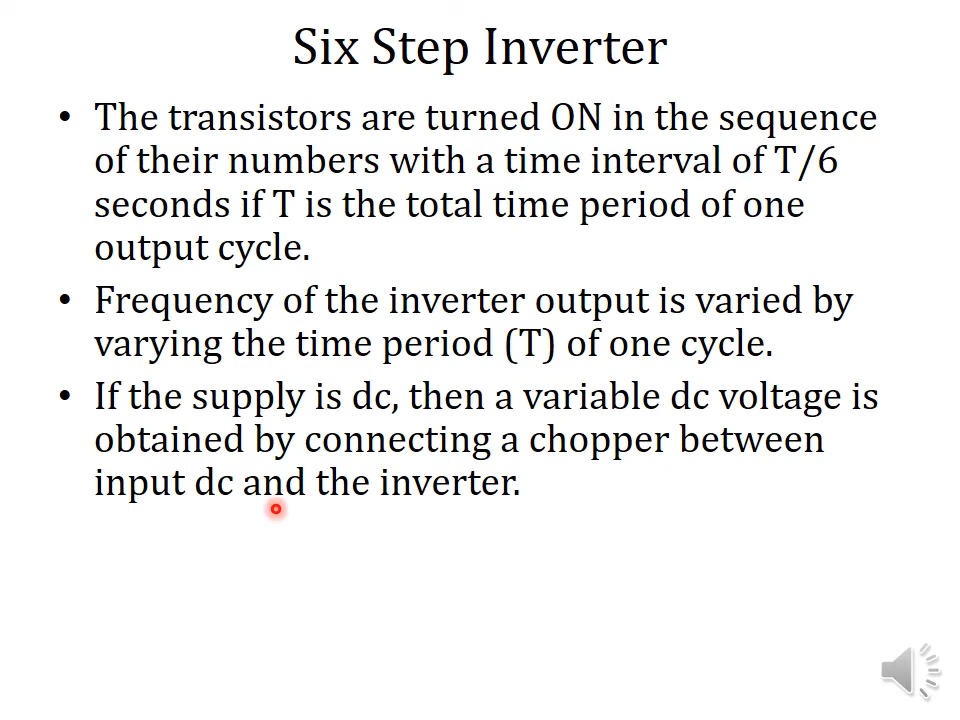 Six Step Inverter
• The transistors are turned ON in the sequence
of their numbers with a time interval of T/6
seconds if T is the total time period of one
output cycle.
• Frequency of the inverter output is varied by
varying the time period (T) of one cycle.
• If the supply is dc, then a variable dc voltage is
obtained by connecting a chopper between
input dc and the inverter.